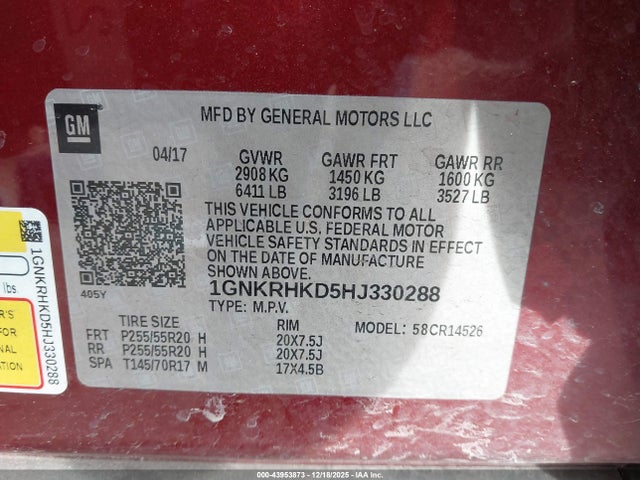 GM
MFD BY GENERAL MOTORS LLC
04/17 GVWR GAWR FRT GAWR RR
2908 KG 1450 KG 1600 KG
6411 LB 3196 LB 3527 LB
THIS VEHICLE CONFORMS TO ALL
APPLICABLE U.S. FEDERAL MOTOR
VEHICLE SAFETY STANDARDS IN EFFECT
ON THE DATE OF MANUFACTURE
SHOWN ABOVE.
405Y
1GNKRHKD5HJ330288
TYPE: M.P.V.
TIRE SIZE RIM MODEL: 58CR14526
FRT P255/55R20 H 20X7.5J
RR P255/55R20 H 20X7.5J
SPA T145/70R17 M 17X4.5B
1GNKRHKD5HJ330288
lbs.
R'S
FOR
NAL
ION
000-43953873 - 12/18/2025 - IAA Inc.